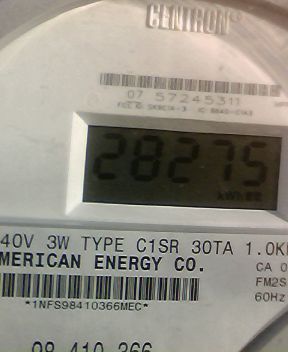 CENTRON®
07 57245311
28275
kWh
40V 3W TYPE C1SR 30TA 1.0K
MERICAN ENERGY CO.
CA 0
FM2S
*1NFS98410366MEC*
60Hz
98 410 366